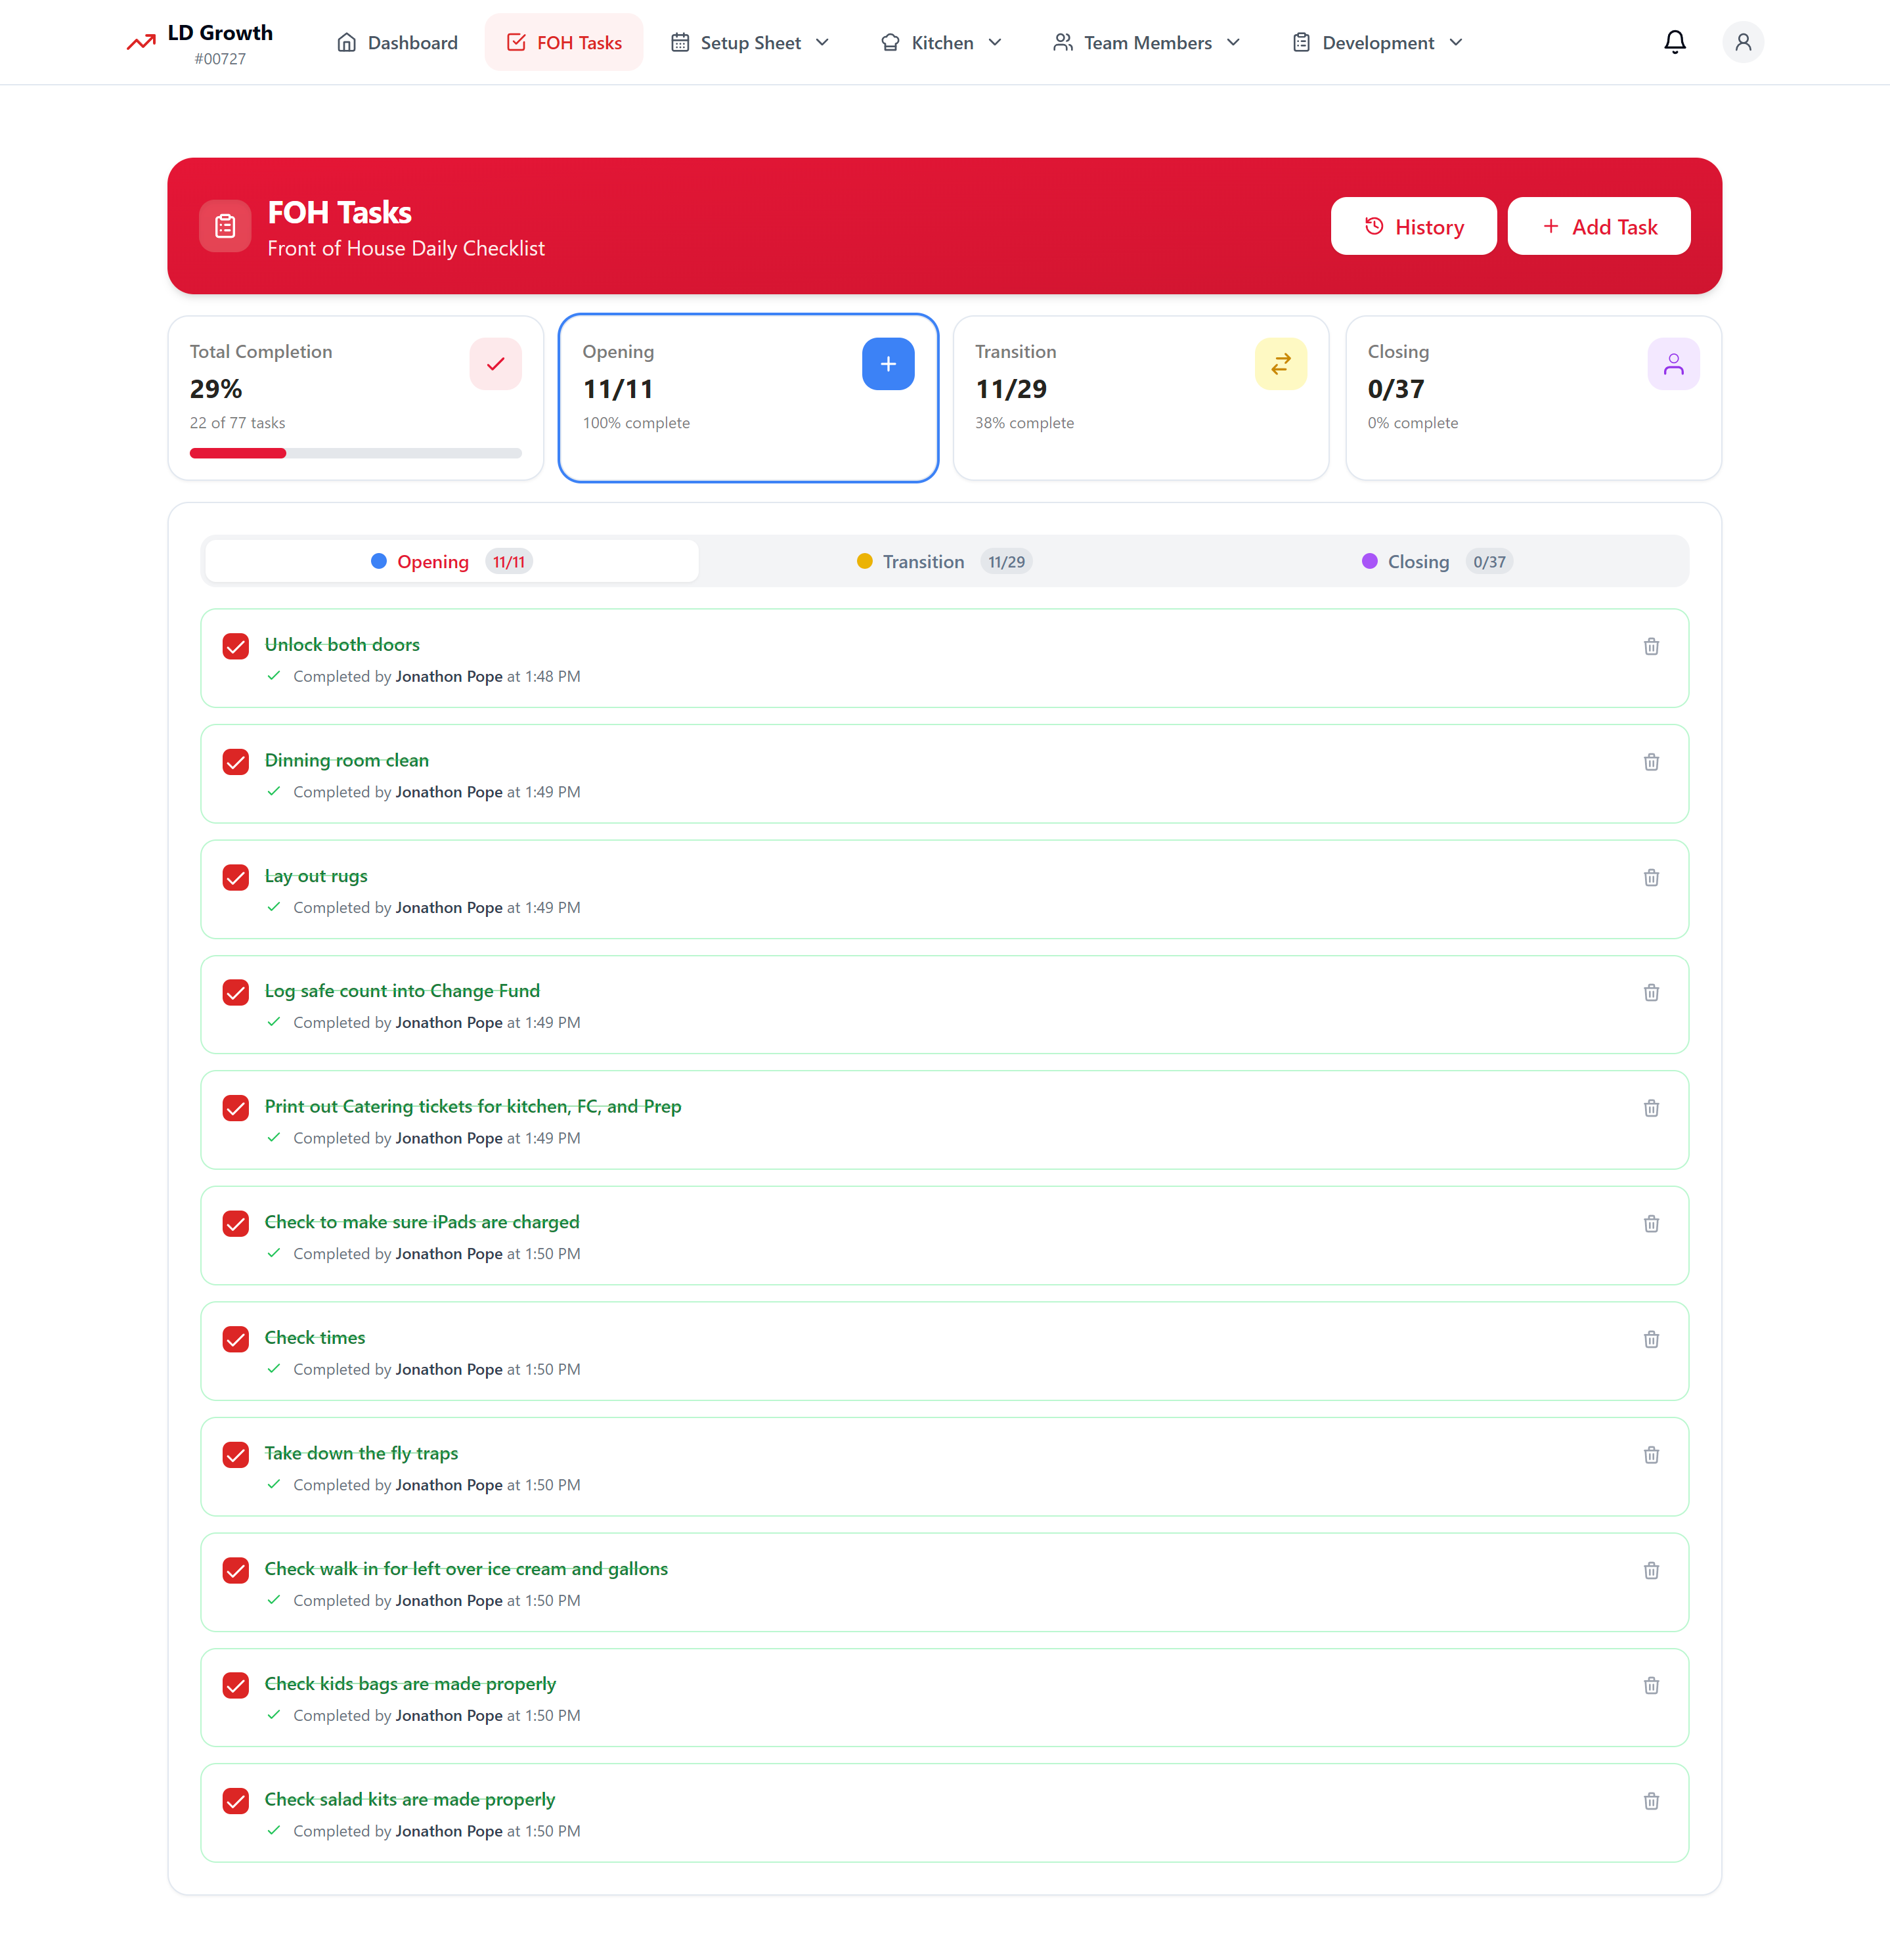 LD Growth
#00727
Dashboard
FOH Tasks
Setup Sheet
Kitchen
Team Members
Development
FOH Tasks
Front of House Daily Checklist
History
Add Task
Total Completion
29%
22 of 77 tasks
Opening
11/11
100% complete
Transition
11/29
38% complete
Closing
0/37
0% complete
Opening 11/11
Transition 11/29
Closing 0/37
Unlock both doors
Completed by Jonathon Pope at 1:48 PM
Dinning room clean
Completed by Jonathon Pope at 1:49 PM
Lay out rugs
Completed by Jonathon Pope at 1:49 PM
Log safe count into Change Fund
Completed by Jonathon Pope at 1:49 PM
Print out Catering tickets for kitchen, FC, and Prep
Completed by Jonathon Pope at 1:49 PM
Check to make sure iPads are charged
Completed by Jonathon Pope at 1:50 PM
Check times
Completed by Jonathon Pope at 1:50 PM
Take down the fly traps
Completed by Jonathon Pope at 1:50 PM
Check walk in for left over ice cream and gallons
Completed by Jonathon Pope at 1:50 PM
Check kids bags are made properly
Completed by Jonathon Pope at 1:50 PM
Check salad kits are made properly
Completed by Jonathon Pope at 1:50 PM